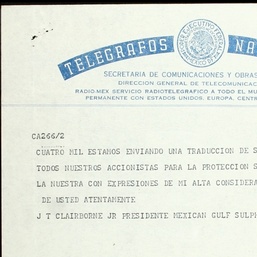 TELEGRAFOS NA
SECRETARIA DE COMUNICACIONES Y OBRAS
DIRECCION GENERAL DE TELECOMUNICAC
RADIO-MEX SERVICIO RADIOTELEGRAFICO A TODO EL MU
PERMANENTE CON ESTADOS UNIDOS, EUROPA, CENT
CA266/2
CUATRO MIL ESTAMOS ENVIANDO UNA TRADUCCION DE S
TODOS NUESTROS ACCIONISTAS PARA LA PROTECCION S
LA NUESTRA CON EXPRESIONES DE MI ALTA CONSIDERA
DE USTED ATENTAMENTE
J T CLAIRBORNE JR PRESIDENTE MEXICAN GULF SULPH